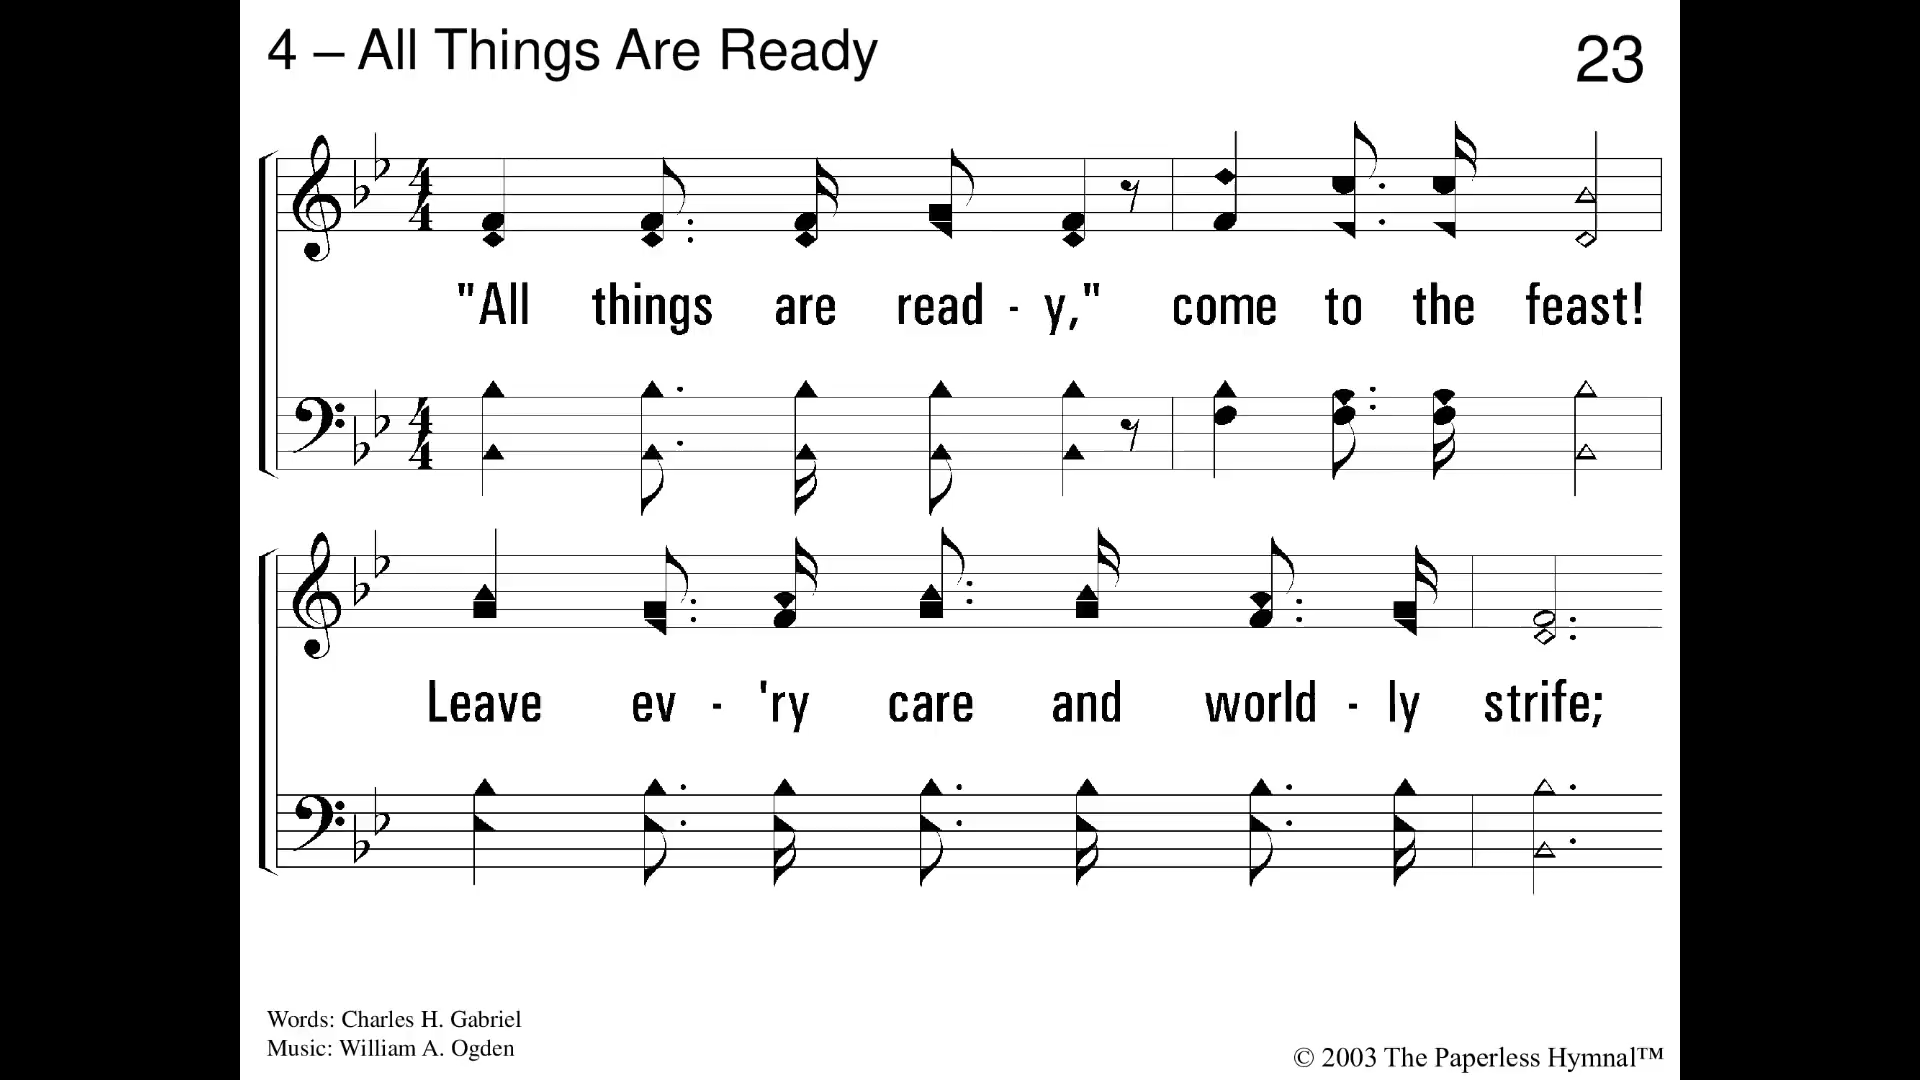 4 – All Things Are Ready
23
"All things are read - y," come to the feast!
Leave ev - 'ry care and world - ly strife;
Words: Charles H. Gabriel
Music: William A. Ogden
© 2003 The Paperless Hymnal™